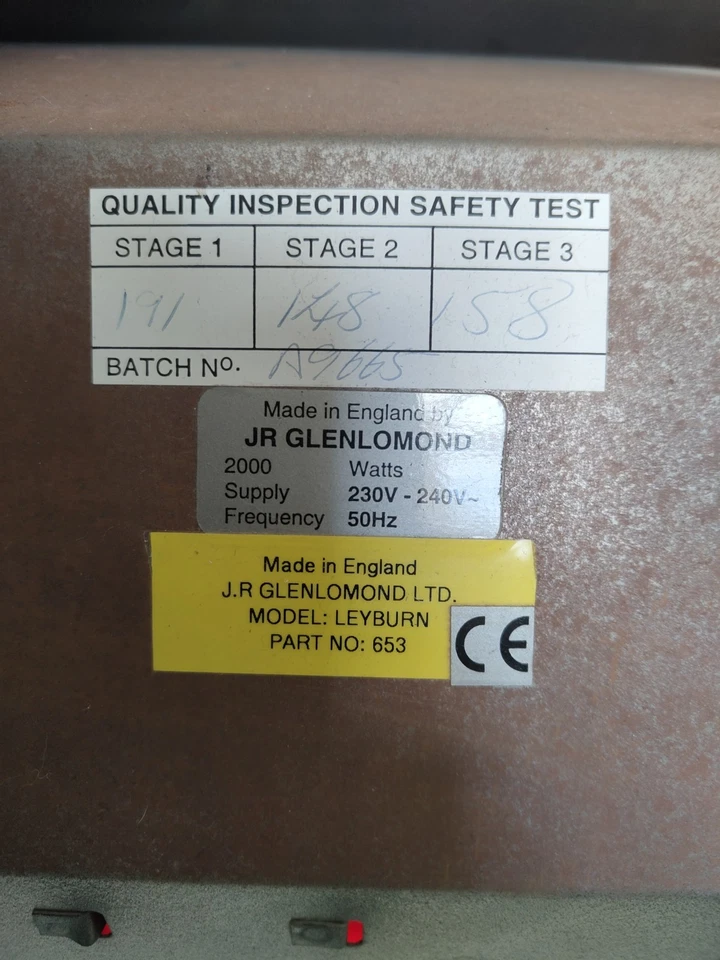 QUALITY INSPECTION SAFETY TEST
STAGE 1 STAGE 2 STAGE 3
191 148 158
BATCH No. A9665
Made in England by
JR GLENLOMOND
2000 Watts
Supply 230V - 240V~
Frequency 50Hz
Made in England
J.R GLENLOMOND LTD.
MODEL: LEYBURN
PART NO: 653
CE